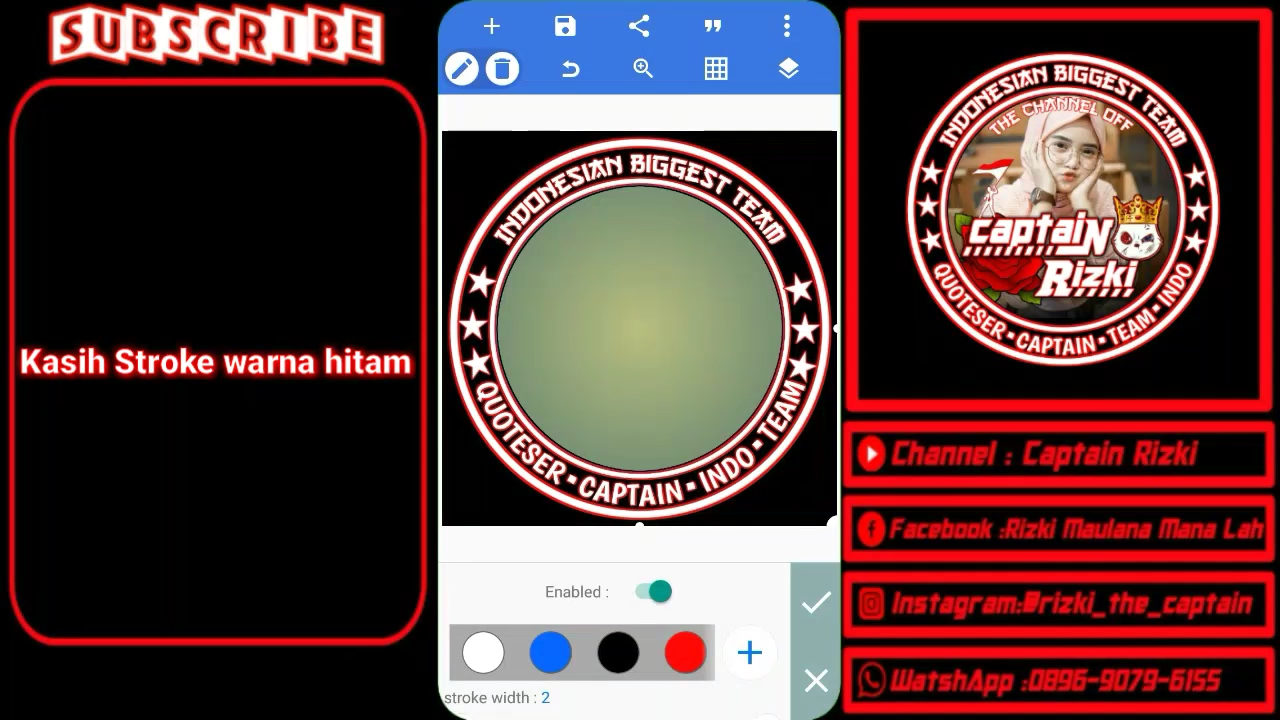 SUBSCRIBE
Kasih Stroke warna hitam
INDONESIAN BIGGEST TEAM
QUOTESER • CAPTAIN • INDO • TEAM
Enabled :
stroke width : 2
INDONESIAN BIGGEST TEAM
THE CHANNEL OFF
captain
Rizki
QUOTESER • CAPTAIN • TEAM • INDO
Channel : Captain Rizki
Facebook :Rizki Maulana Mana Lah
Instagram:@rizki_the_captain
WatshApp :0896-9079-6155